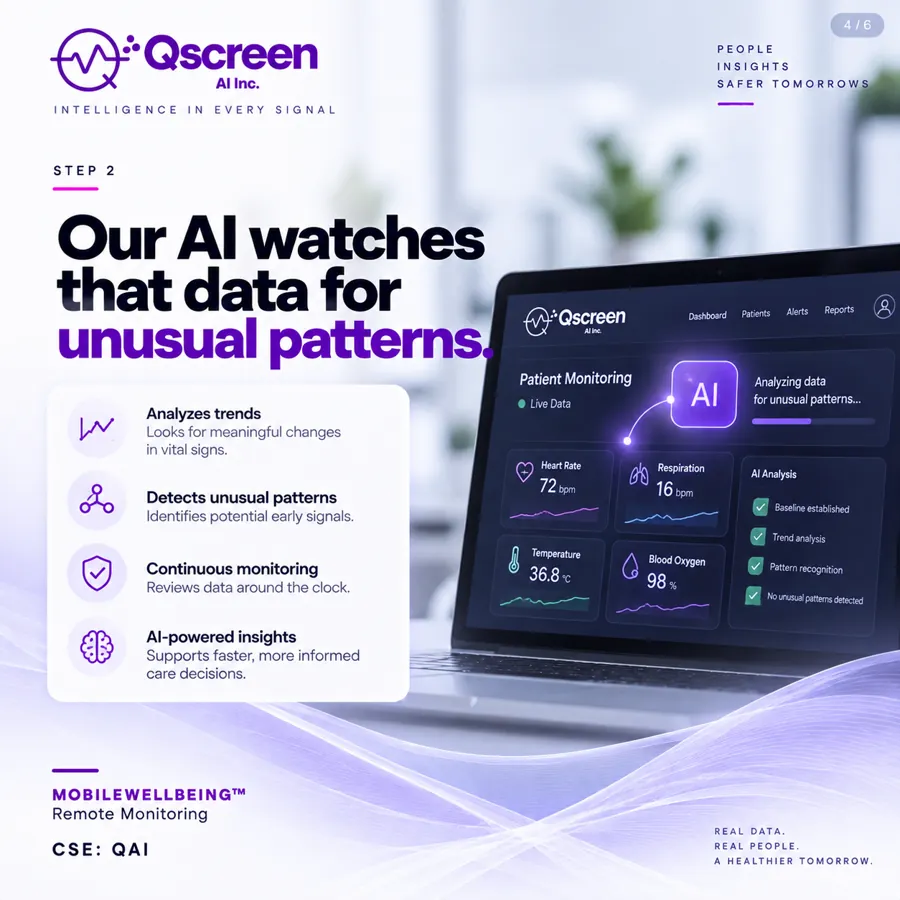 4 / 6
Qscreen
AI Inc.
INTELLIGENCE IN EVERY SIGNAL
PEOPLE
INSIGHTS
SAFER TOMORROWS
STEP 2
Our AI watches
that data for
unusual patterns.
Analyzes trends
Looks for meaningful changes
in vital signs.
Detects unusual patterns
Identifies potential early signals.
Continuous monitoring
Reviews data around the clock.
AI-powered insights
Supports faster, more informed
care decisions.
Qscreen
AI Inc.
Dashboard Patients Alerts Reports
Patient Monitoring
Live Data
AI
Analyzing data
for unusual patterns...
Heart Rate
72 bpm
Respiration
16 bpm
Temperature
36.8 °C
Blood Oxygen
98 %
AI Analysis
Baseline established
Trend analysis
Pattern recognition
No unusual patterns detected
MOBILEWELLBEING™
Remote Monitoring
CSE: QAI
REAL DATA.
REAL PEOPLE.
A HEALTHIER TOMORROW.